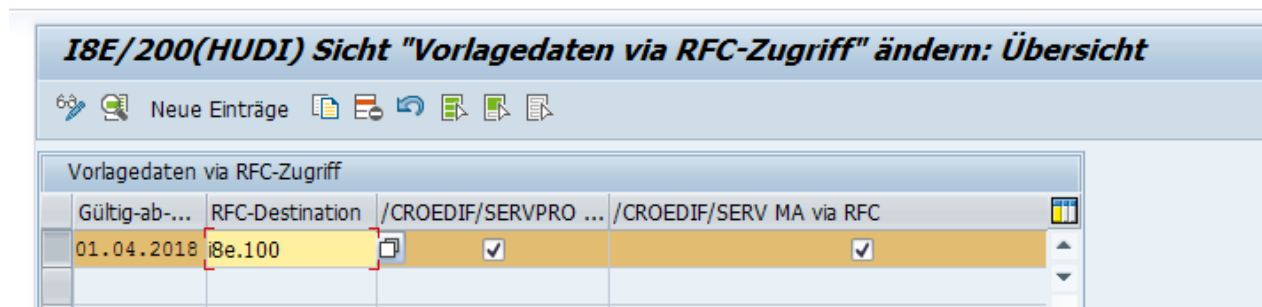 I8E/200(HUDI) Sicht "Vorlagedaten via RFC-Zugriff" ändern: Übersicht
Neue Einträge
Vorlagedaten via RFC-Zugriff
Gültig-ab-... RFC-Destination /CROEDIF/SERVPRO ... /CROEDIF/SERV MA via RFC
01.04.2018 i8e.100